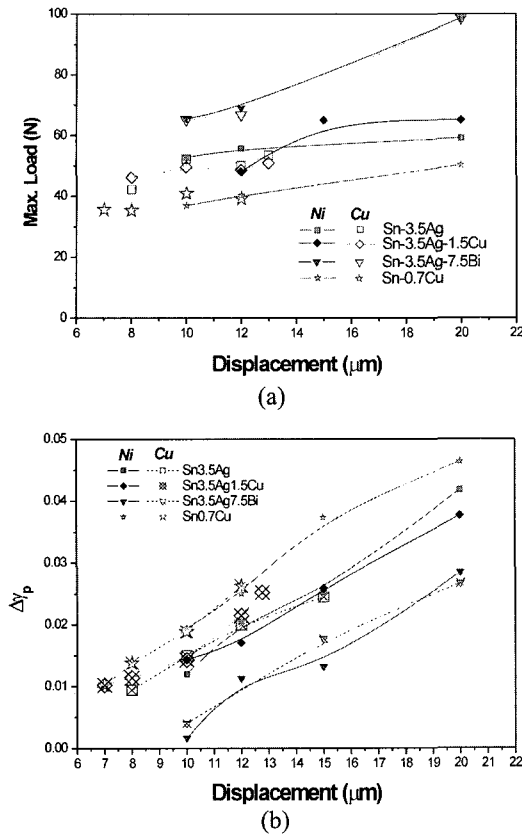 Max. Load (N)
100
80
60
40
20
0
Ni Cu
Sn-3.5Ag
Sn-3.5Ag-1.5Cu
Sn-3.5Ag-7.5Bi
Sn-0.7Cu
6 8 10 12 14 16 18 20 22
Displacement (μm)
(a)
Δγp
0.05
0.04
0.03
0.02
0.01
0.00
Ni Cu
Sn3.5Ag
Sn3.5Ag1.5Cu
Sn3.5Ag7.5Bi
Sn0.7Cu
6 7 8 9 10 11 12 13 14 15 16 17 18 19 20 21 22
Displacement (μm)
(b)